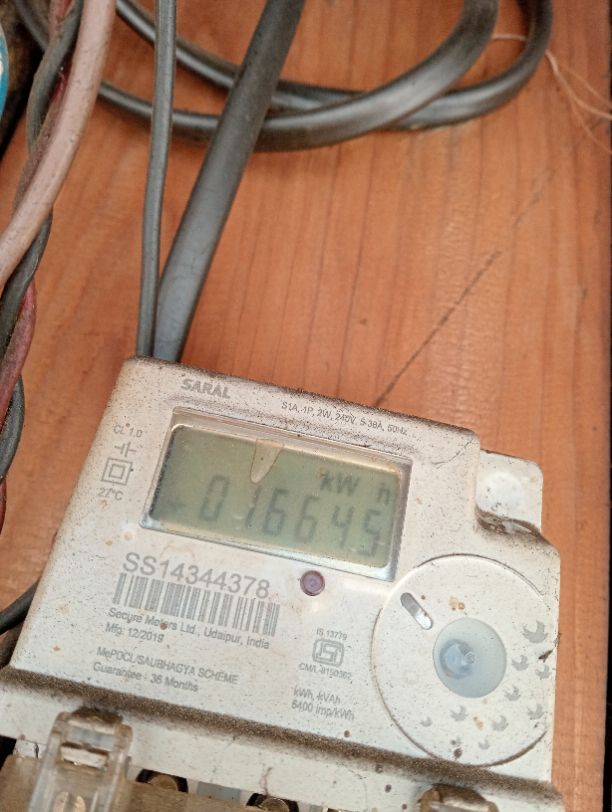 SARAL
S1A, 1P, 2W, 240V, 5-30A, 50Hz
CL 1.0
27°C
kW h
016645
SS14344378
Secure Meters Ltd., Udaipur, India
Mfg. 12/2019
MePDCL/SAUBHAGYA SCHEME
Guarantee : 36 Months
IS 13779
kWh, kVAh
6400 imp/kWh